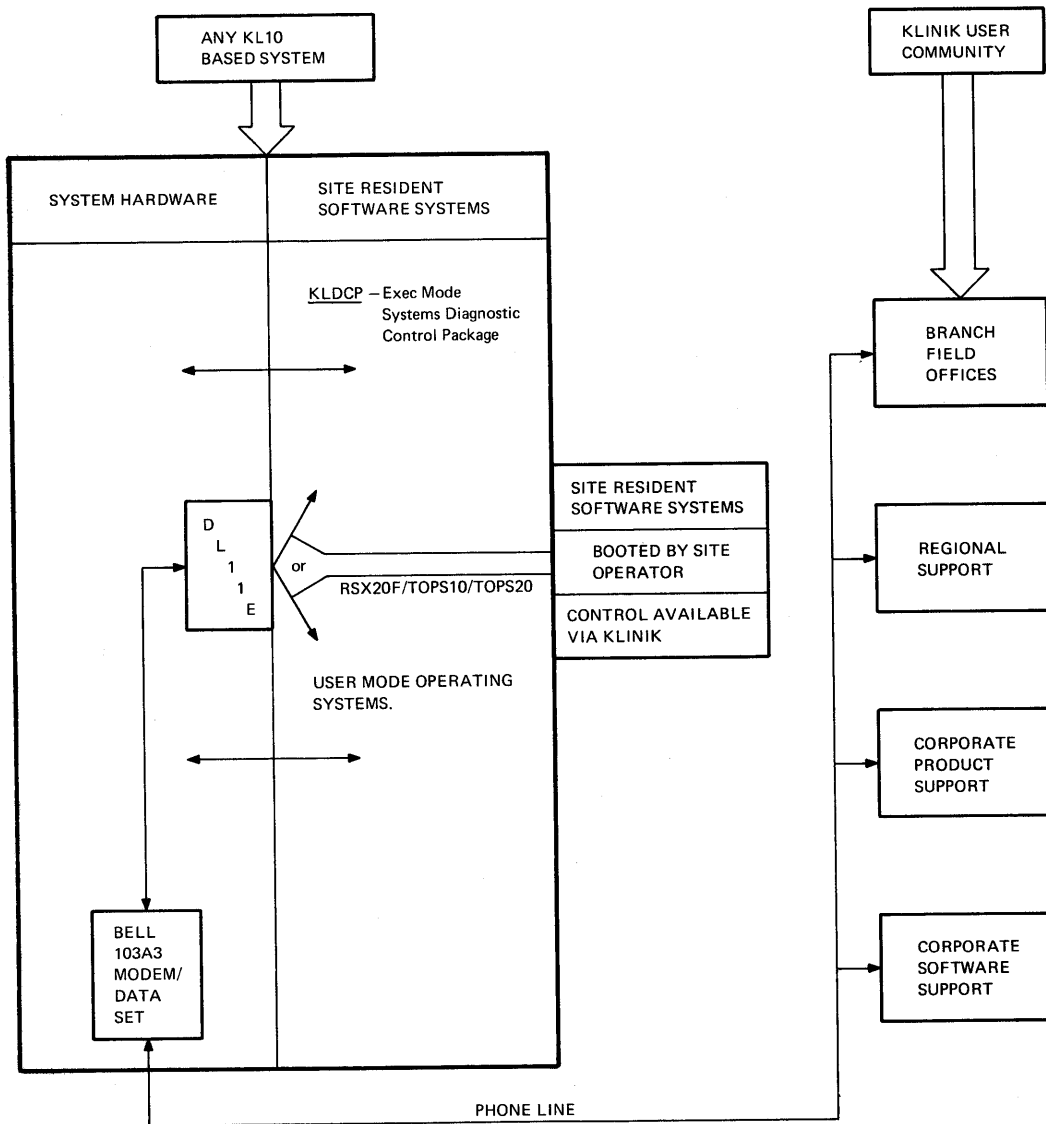 ANY KL10
BASED SYSTEM
KLINIK USER
COMMUNITY
SYSTEM HARDWARE
SITE RESIDENT
SOFTWARE SYSTEMS
KLDCP – Exec Mode
Systems Diagnostic
Control Package
BRANCH
FIELD
OFFICES
D
L
1
1
E
or
RSX20F/TOPS10/TOPS20
SITE RESIDENT
SOFTWARE SYSTEMS
BOOTED BY SITE
OPERATOR
CONTROL AVAILABLE
VIA KLINIK
REGIONAL
SUPPORT
USER MODE OPERATING
SYSTEMS.
CORPORATE
PRODUCT
SUPPORT
BELL
103A3
MODEM/
DATA
SET
CORPORATE
SOFTWARE
SUPPORT
PHONE LINE